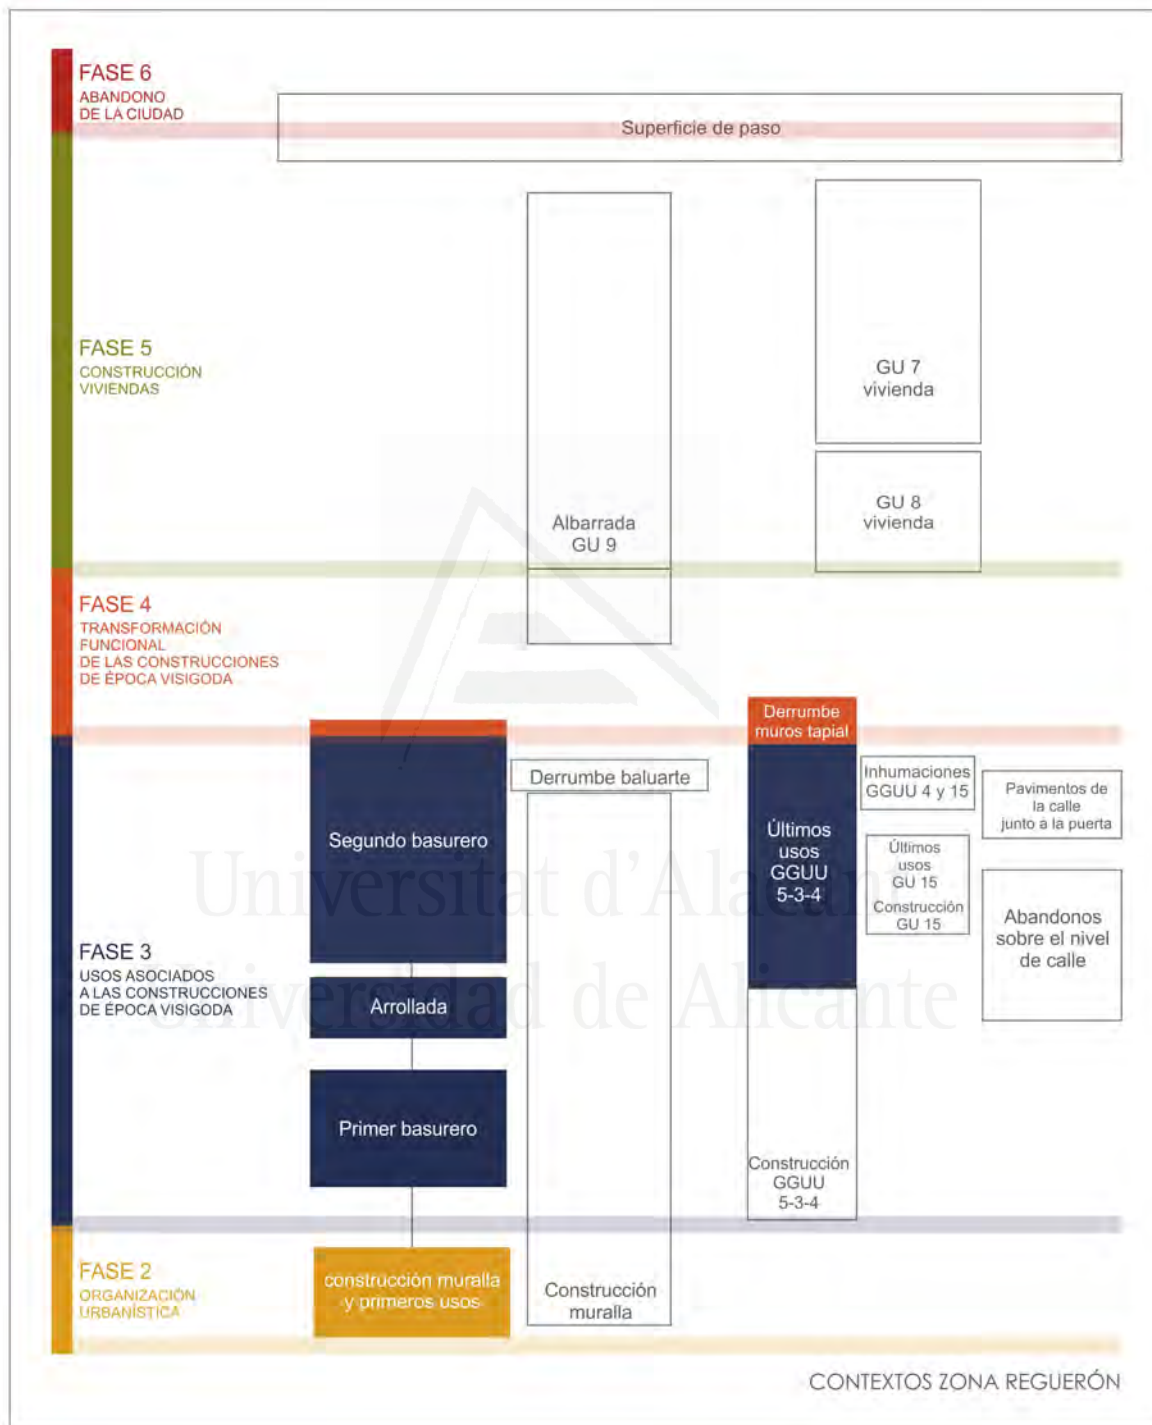 FASE 6
ABANDONO
DE LA CIUDAD
Superficie de paso
FASE 5
CONSTRUCCIÓN
VIVIENDAS
GU 7
vivienda
GU 8
vivienda
Albarrada
GU 9
FASE 4
TRANSFORMACIÓN
FUNCIONAL
DE LAS CONSTRUCCIONES
DE ÉPOCA VISIGODA
Derrumbe
muros tapial
Derrumbe baluarte
Inhumaciones
GGUU 4 y 15
Pavimentos de
la calle
junto a la puerta
Segundo basurero
Últimos
usos
GGUU
5-3-4
Últimos
usos
GU 15
Construcción
GU 15
Abandonos
sobre el nivel
de calle
FASE 3
USOS ASOCIADOS
A LAS CONSTRUCCIONES
DE ÉPOCA VISIGODA
Arrollada
Primer basurero
Construcción
GGUU
5-3-4
FASE 2
ORGANIZACIÓN
URBANÍSTICA
construcción muralla
y primeros usos
Construcción
muralla
CONTEXTOS ZONA REGUERÓN
Universitat d'Alacant
Universidad de Alicante